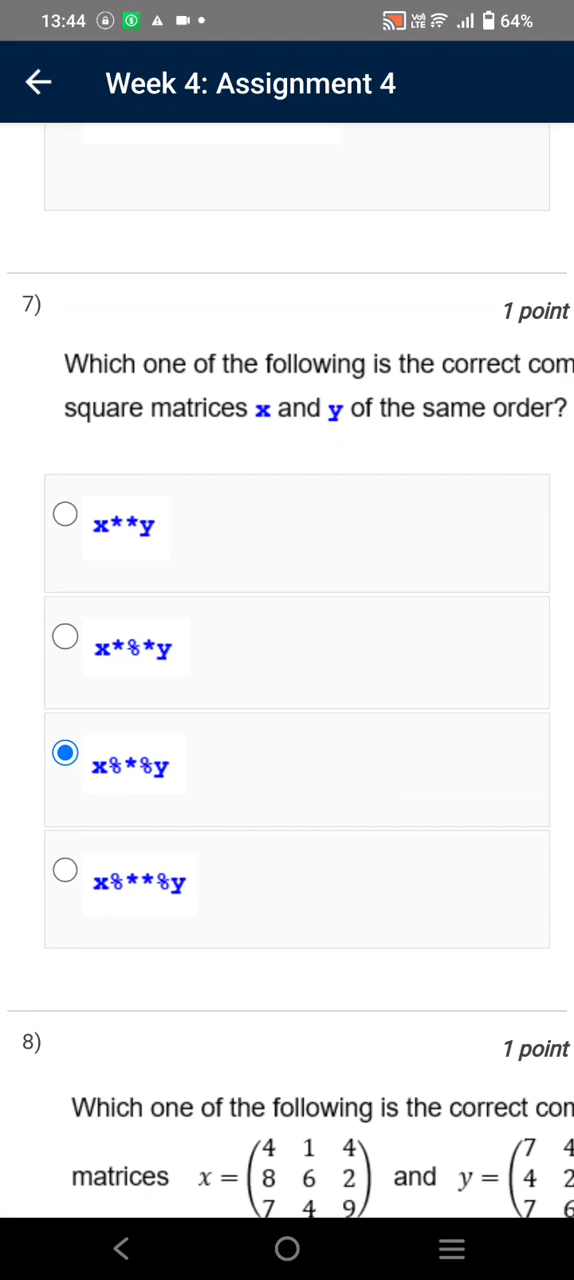 13:44 64%
Week 4: Assignment 4
7)
1 point
Which one of the following is the correct com
square matrices x and y of the same order?
x**y
x*%*y
x%*%y
x%**%y
8)
1 point
Which one of the following is the correct con
matrices x = (4 1 4 and y = (7 4
8 6 2 4 2
7 4 9) 7 6